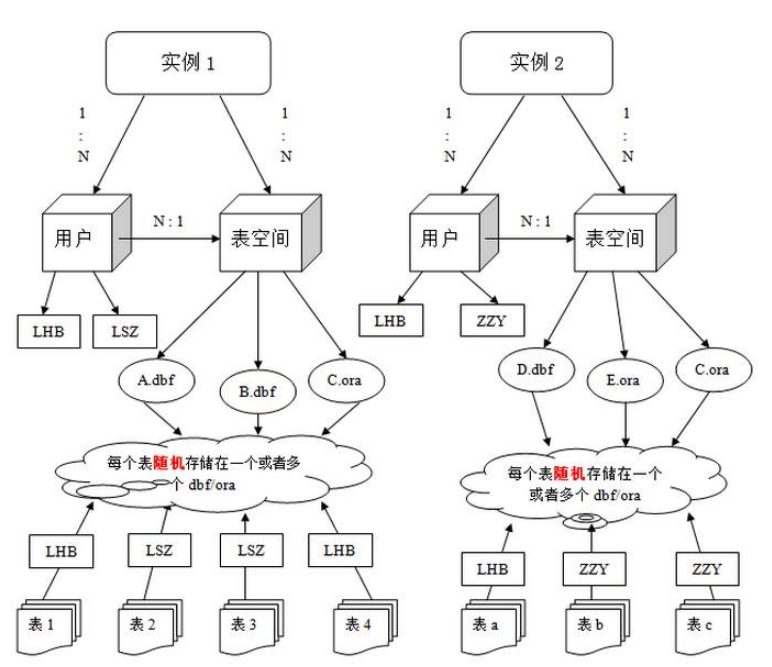 实例 1
实例 2
1
:
N
1
:
N
1
:
N
1
:
N
用户
N : 1
表空间
用户
N : 1
表空间
LHB
LSZ
LHB
ZZY
A.dbf
B.dbf
C.ora
D.dbf
E.ora
C.ora
每个表随机存储在一个或者多
个 dbf/ora
每个表随机存储在一个
或者多个 dbf/ora
LHB
LSZ
LSZ
LHB
LHB
ZZY
ZZY
表 1
表 2
表 3
表 4
表 a
表 b
表 c